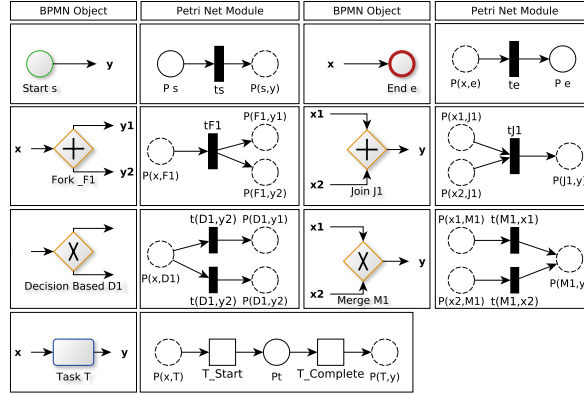 BPMN Object
Petri Net Module
BPMN Object
Petri Net Module
y
Start s
P s
ts
P(s,y)
x
End e
P(x,e)
te
P e
x
y1
y2
Fork _F1
tF1
P(F1,y1)
P(x,F1)
P(F1,y2)
x1
y
x2
Join J1
P(x1,J1)
tJ1
P(x2,J1)
P(J1,y)
Decision Based D1
t(D1,y2)
P(D1,y1)
P(x,D1)
t(D1,y2)
P(D1,y2)
x1
y
x2
Merge M1
P(x1,M1)
t(M1,x1)
P(M1,y
P(x2,M1)
t(M1,x2)
x
y
Task T
P(x,T)
T_Start
Pt
T_Complete
P(T,y)